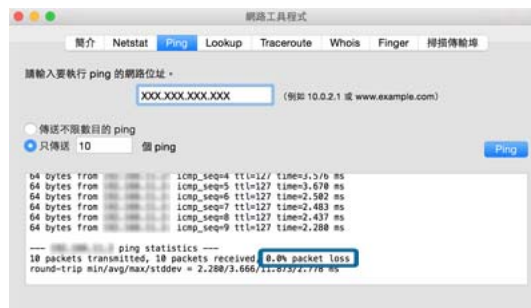 網路工具程式
簡介 Netstat Ping Lookup Traceroute Whois Finger 掃描傳輸埠
請輸入要執行 ping 的網路位址。
XXX.XXX.XXX.XXX (例如 10.0.2.1 或 www.example.com)
傳送不限數目的 ping
只傳送 10 個 ping
Ping
64 bytes from icmp_seq=4 ttl=127 time=3.576 ms
64 bytes from icmp_seq=5 ttl=127 time=3.670 ms
64 bytes from icmp_seq=6 ttl=127 time=2.502 ms
64 bytes from icmp_seq=7 ttl=127 time=2.483 ms
64 bytes from icmp_seq=8 ttl=127 time=2.437 ms
64 bytes from icmp_seq=9 ttl=127 time=2.280 ms
--- ping statistics ---
10 packets transmitted, 10 packets received, 0.0% packet loss
round-trip min/avg/max/stddev = 2.280/3.666/11.873/2.778 ms